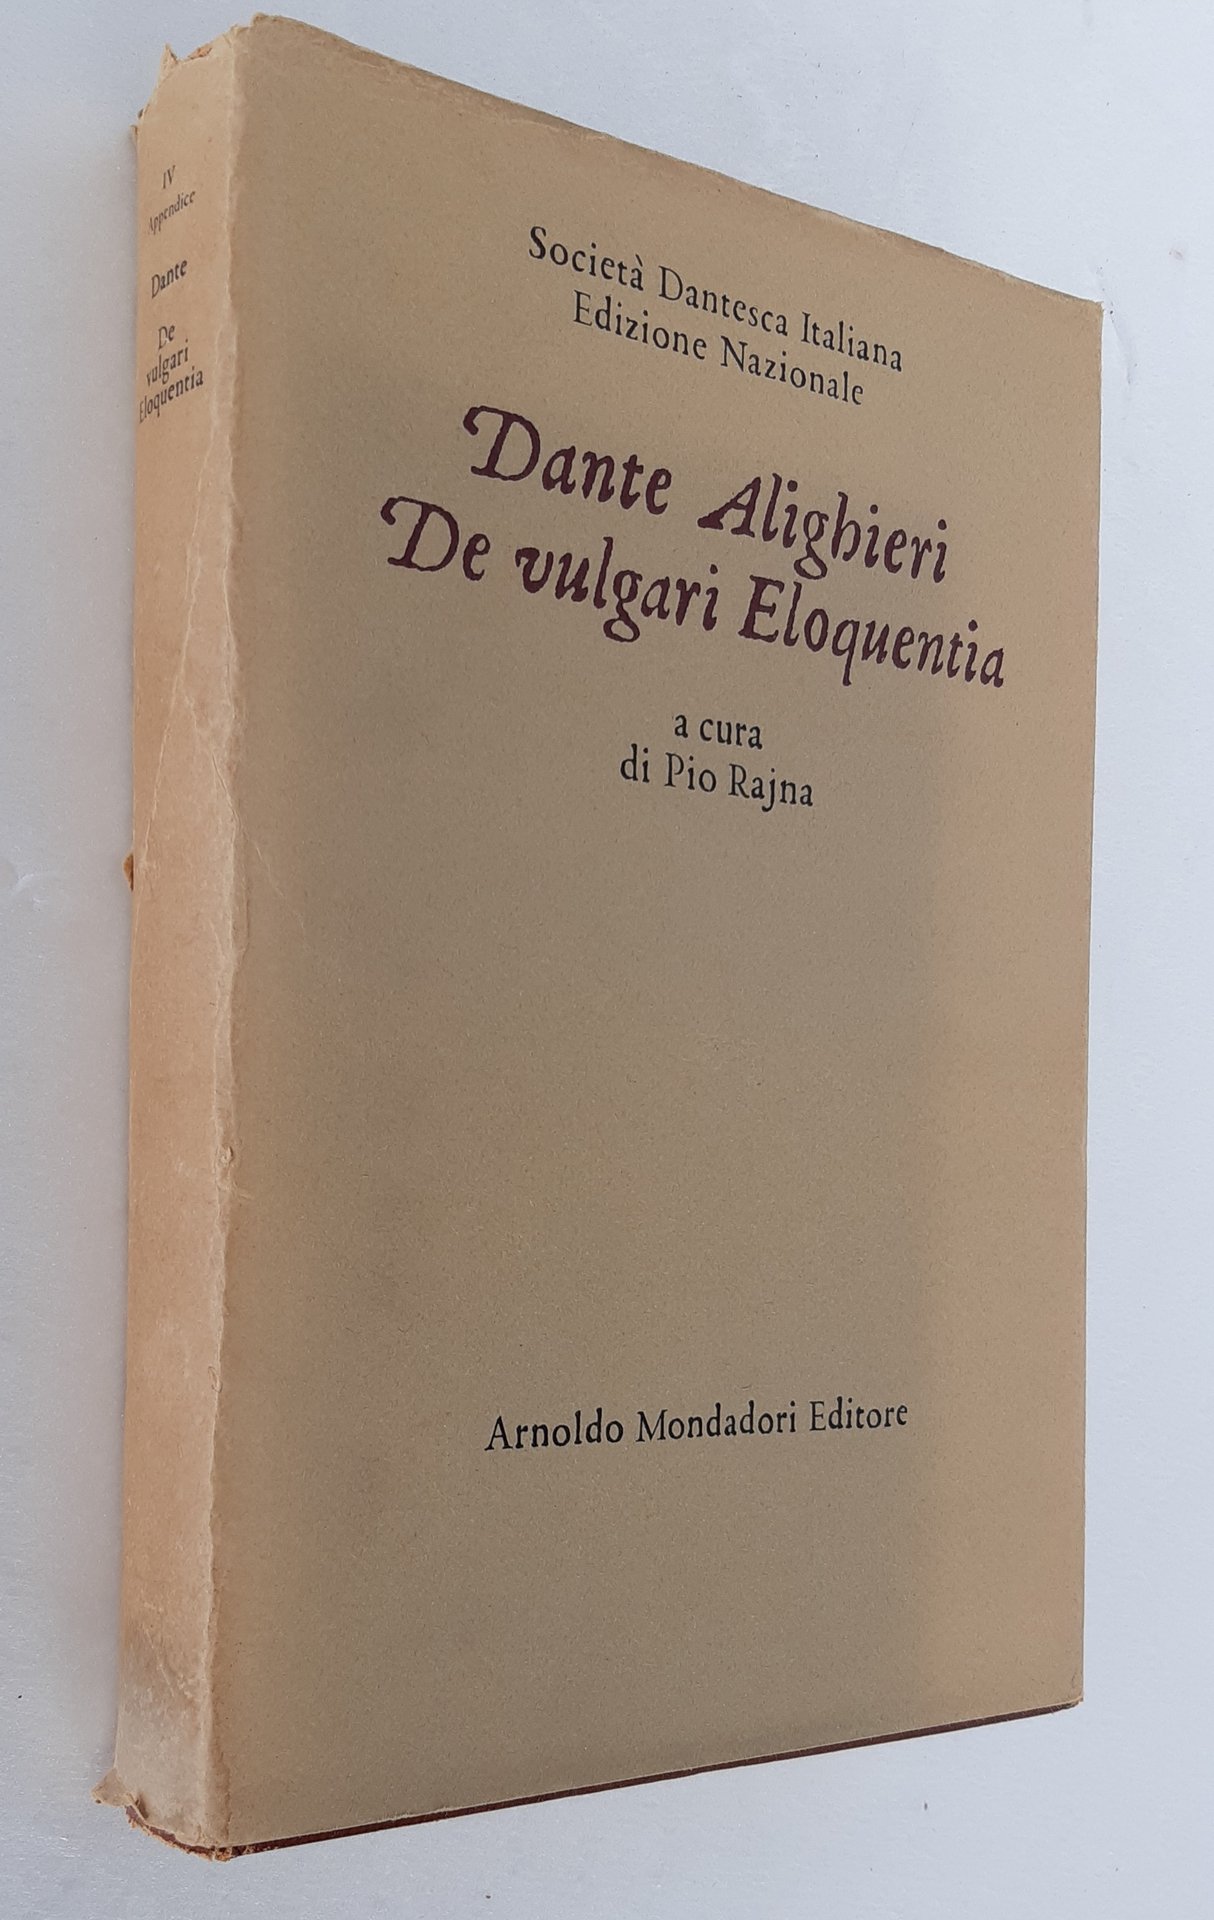 IV
Appendice
Dante
De
vulgari
Eloquentia
Società Dantesca Italiana
Edizione Nazionale
Dante Alighieri
De vulgari Eloquentia
a cura
di Pio Rajna
Arnoldo Mondadori Editore